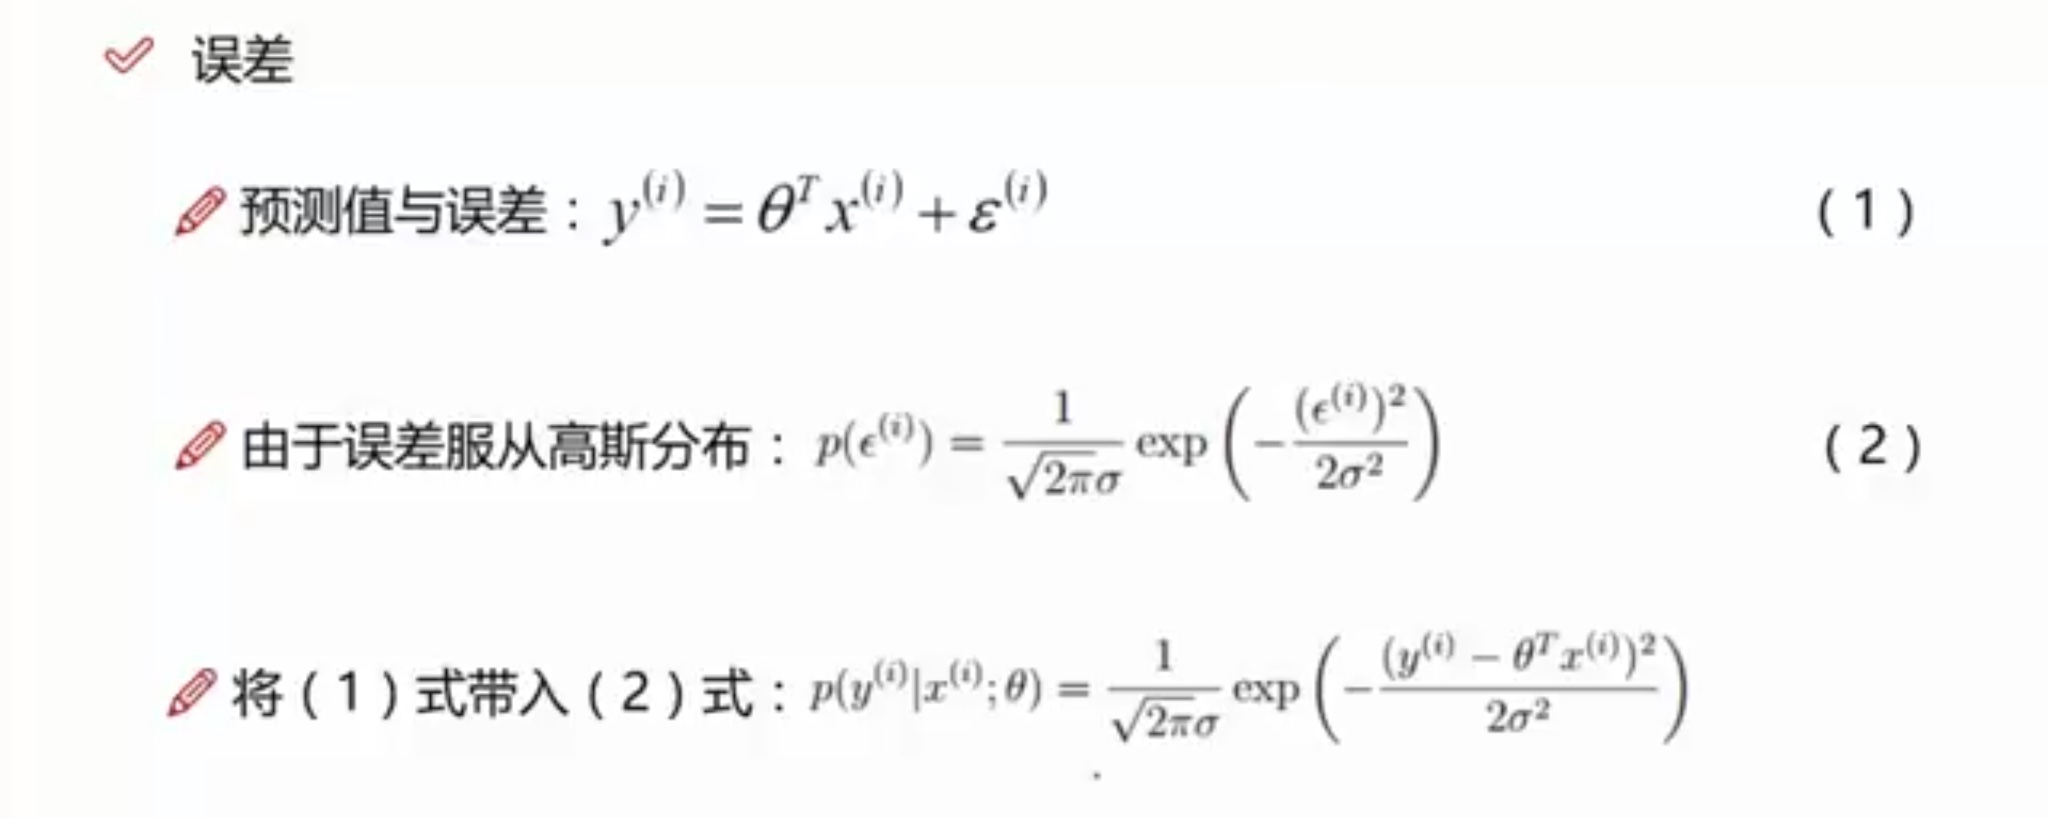 误差
预测值与误差：$y^{(i)} = \theta^T x^{(i)} + \varepsilon^{(i)}$ （1）
由于误差服从高斯分布：$p(\epsilon^{(i)}) = \frac{1}{\sqrt{2\pi}\sigma} \exp\left(-\frac{(\epsilon^{(i)})^2}{2\sigma^2}\right)$ （2）
将（1）式带入（2）式：$p(y^{(i)}|x^{(i)};\theta) = \frac{1}{\sqrt{2\pi}\sigma} \exp\left(-\frac{(y^{(i)} - \theta^T x^{(i)})^2}{2\sigma^2}\right)$